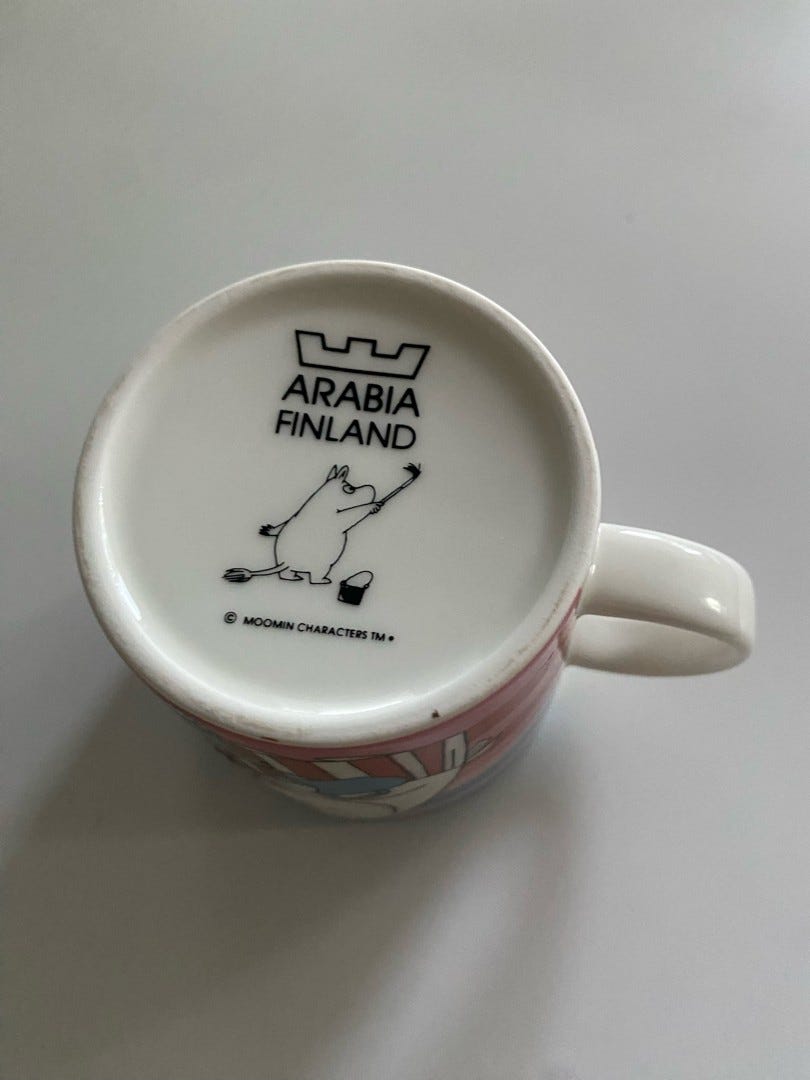 ARABIA
FINLAND
© MOOMIN CHARACTERS TM •